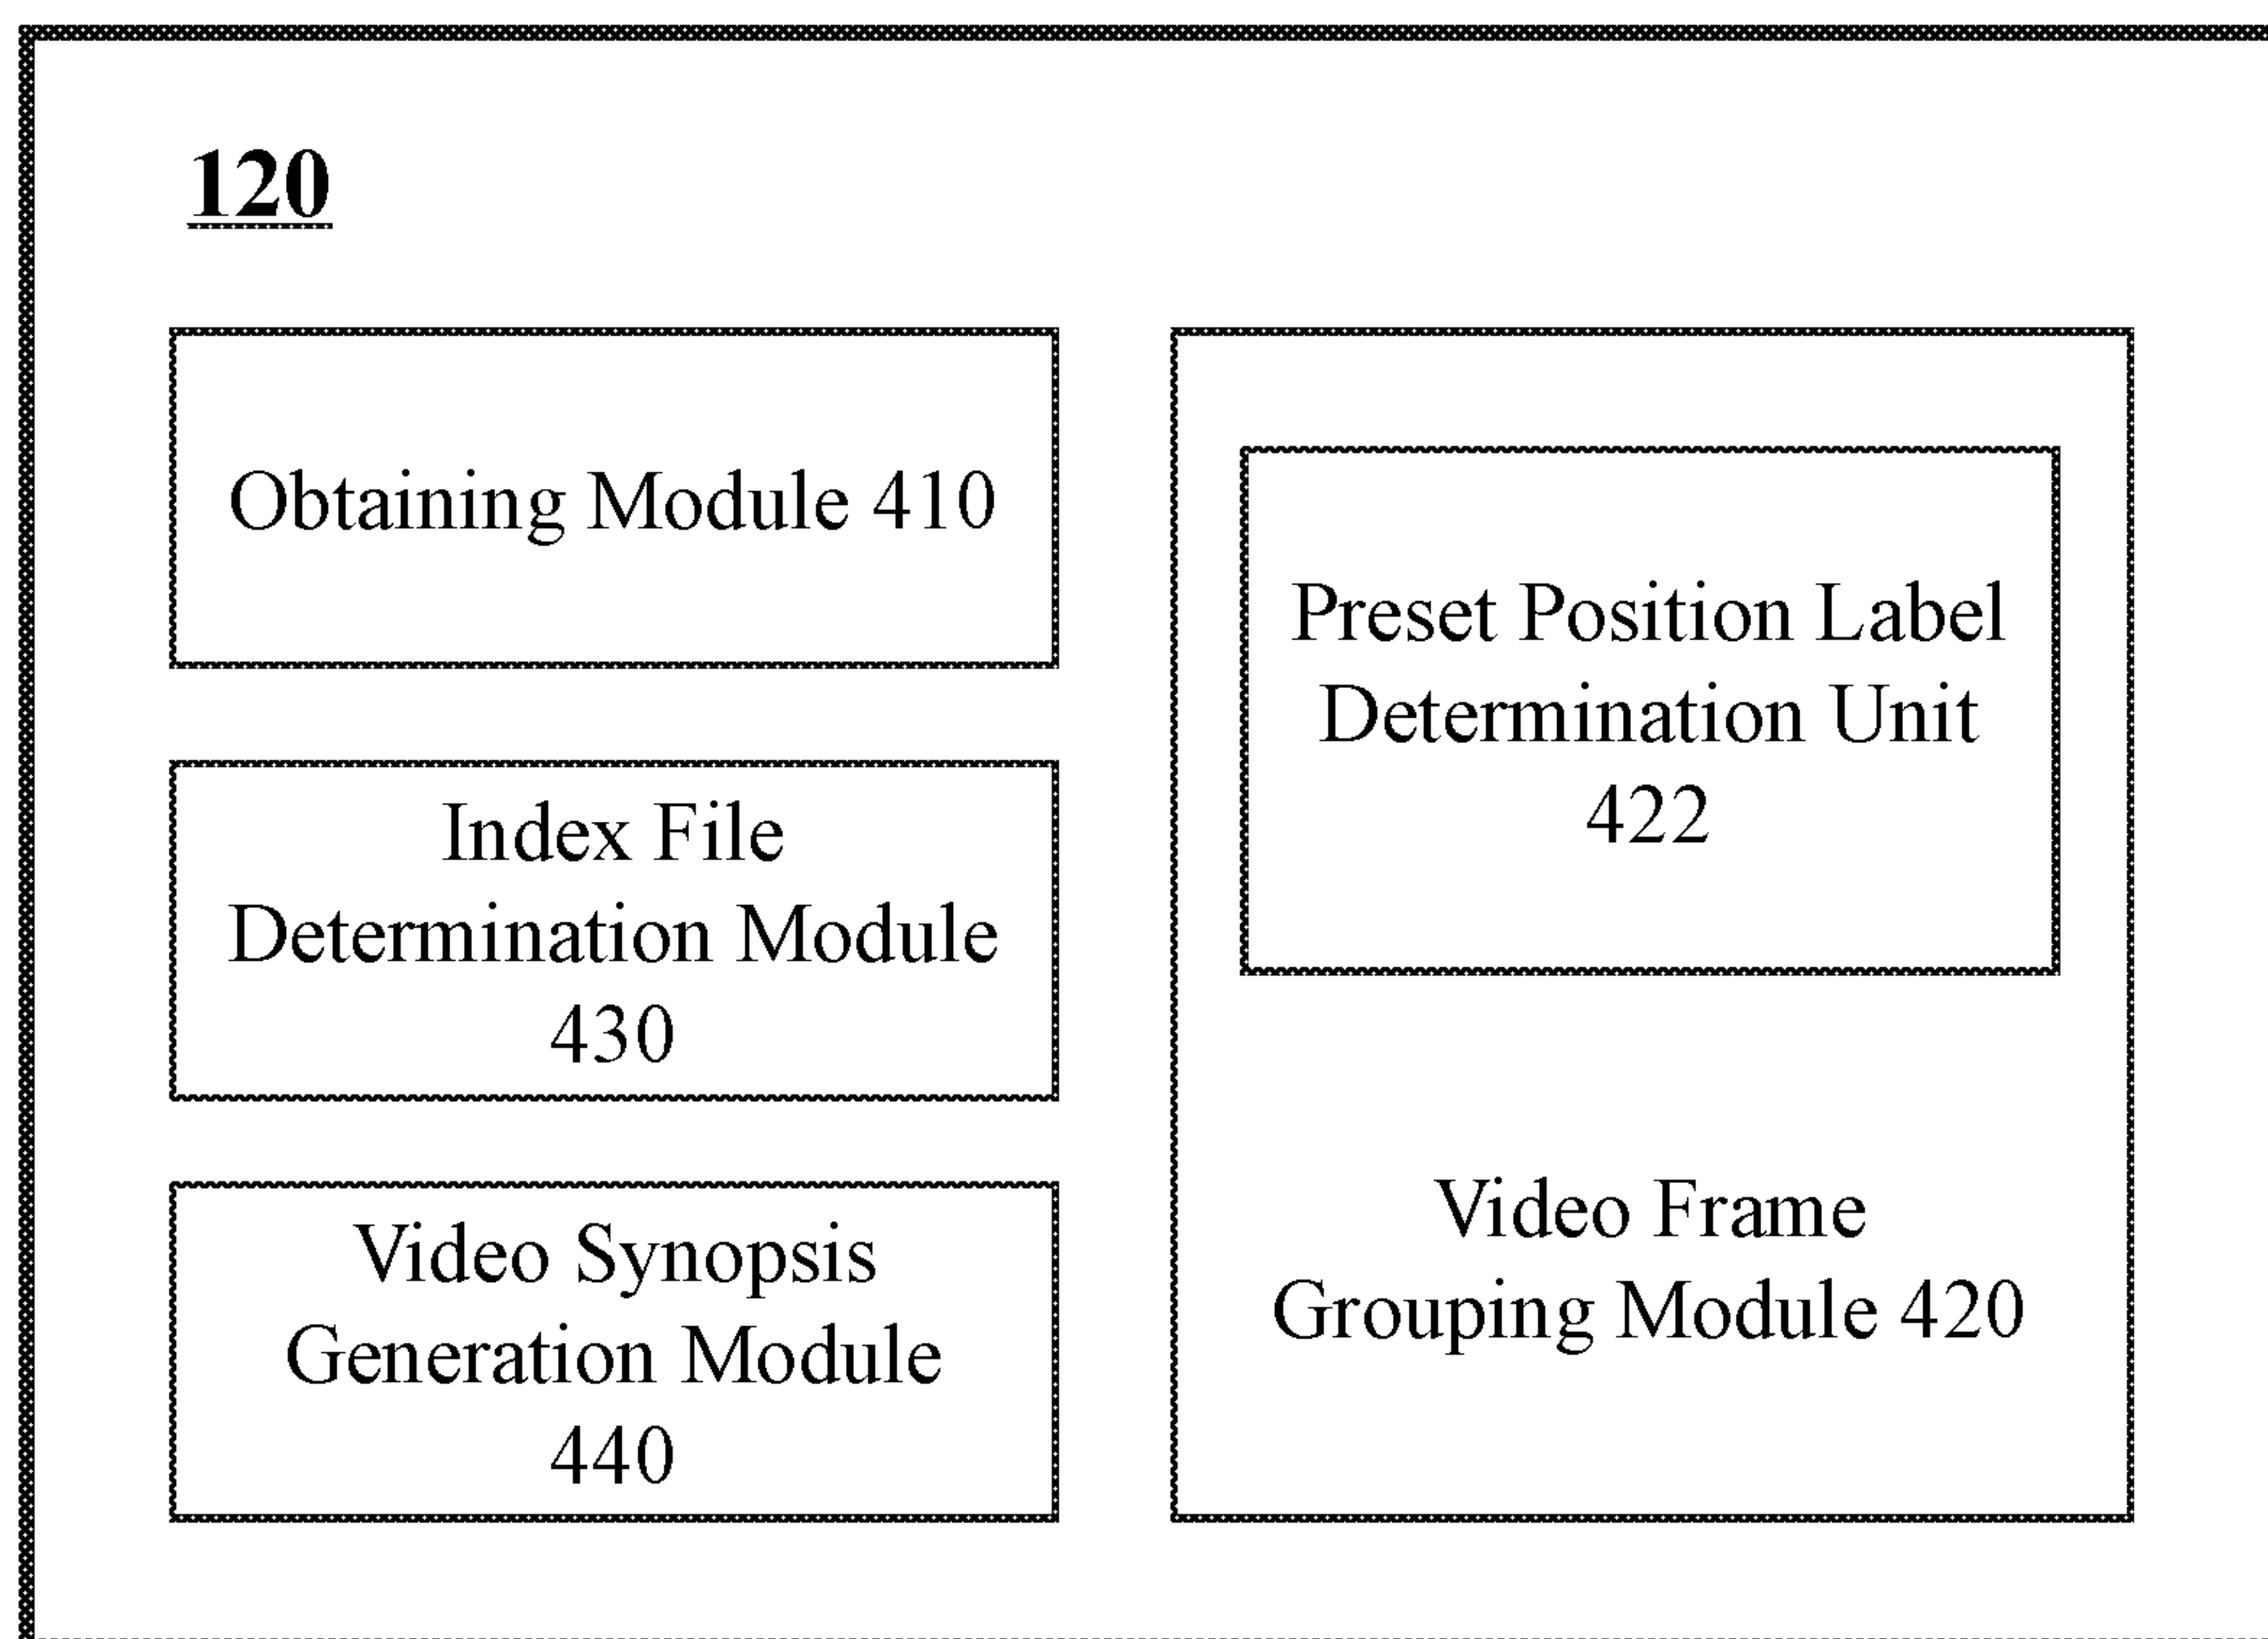 120
Obtaining Module 410
Index File
Determination Module
430
Video Synopsis
Generation Module
440
Preset Position Label
Determination Unit
422
Video Frame
Grouping Module 420